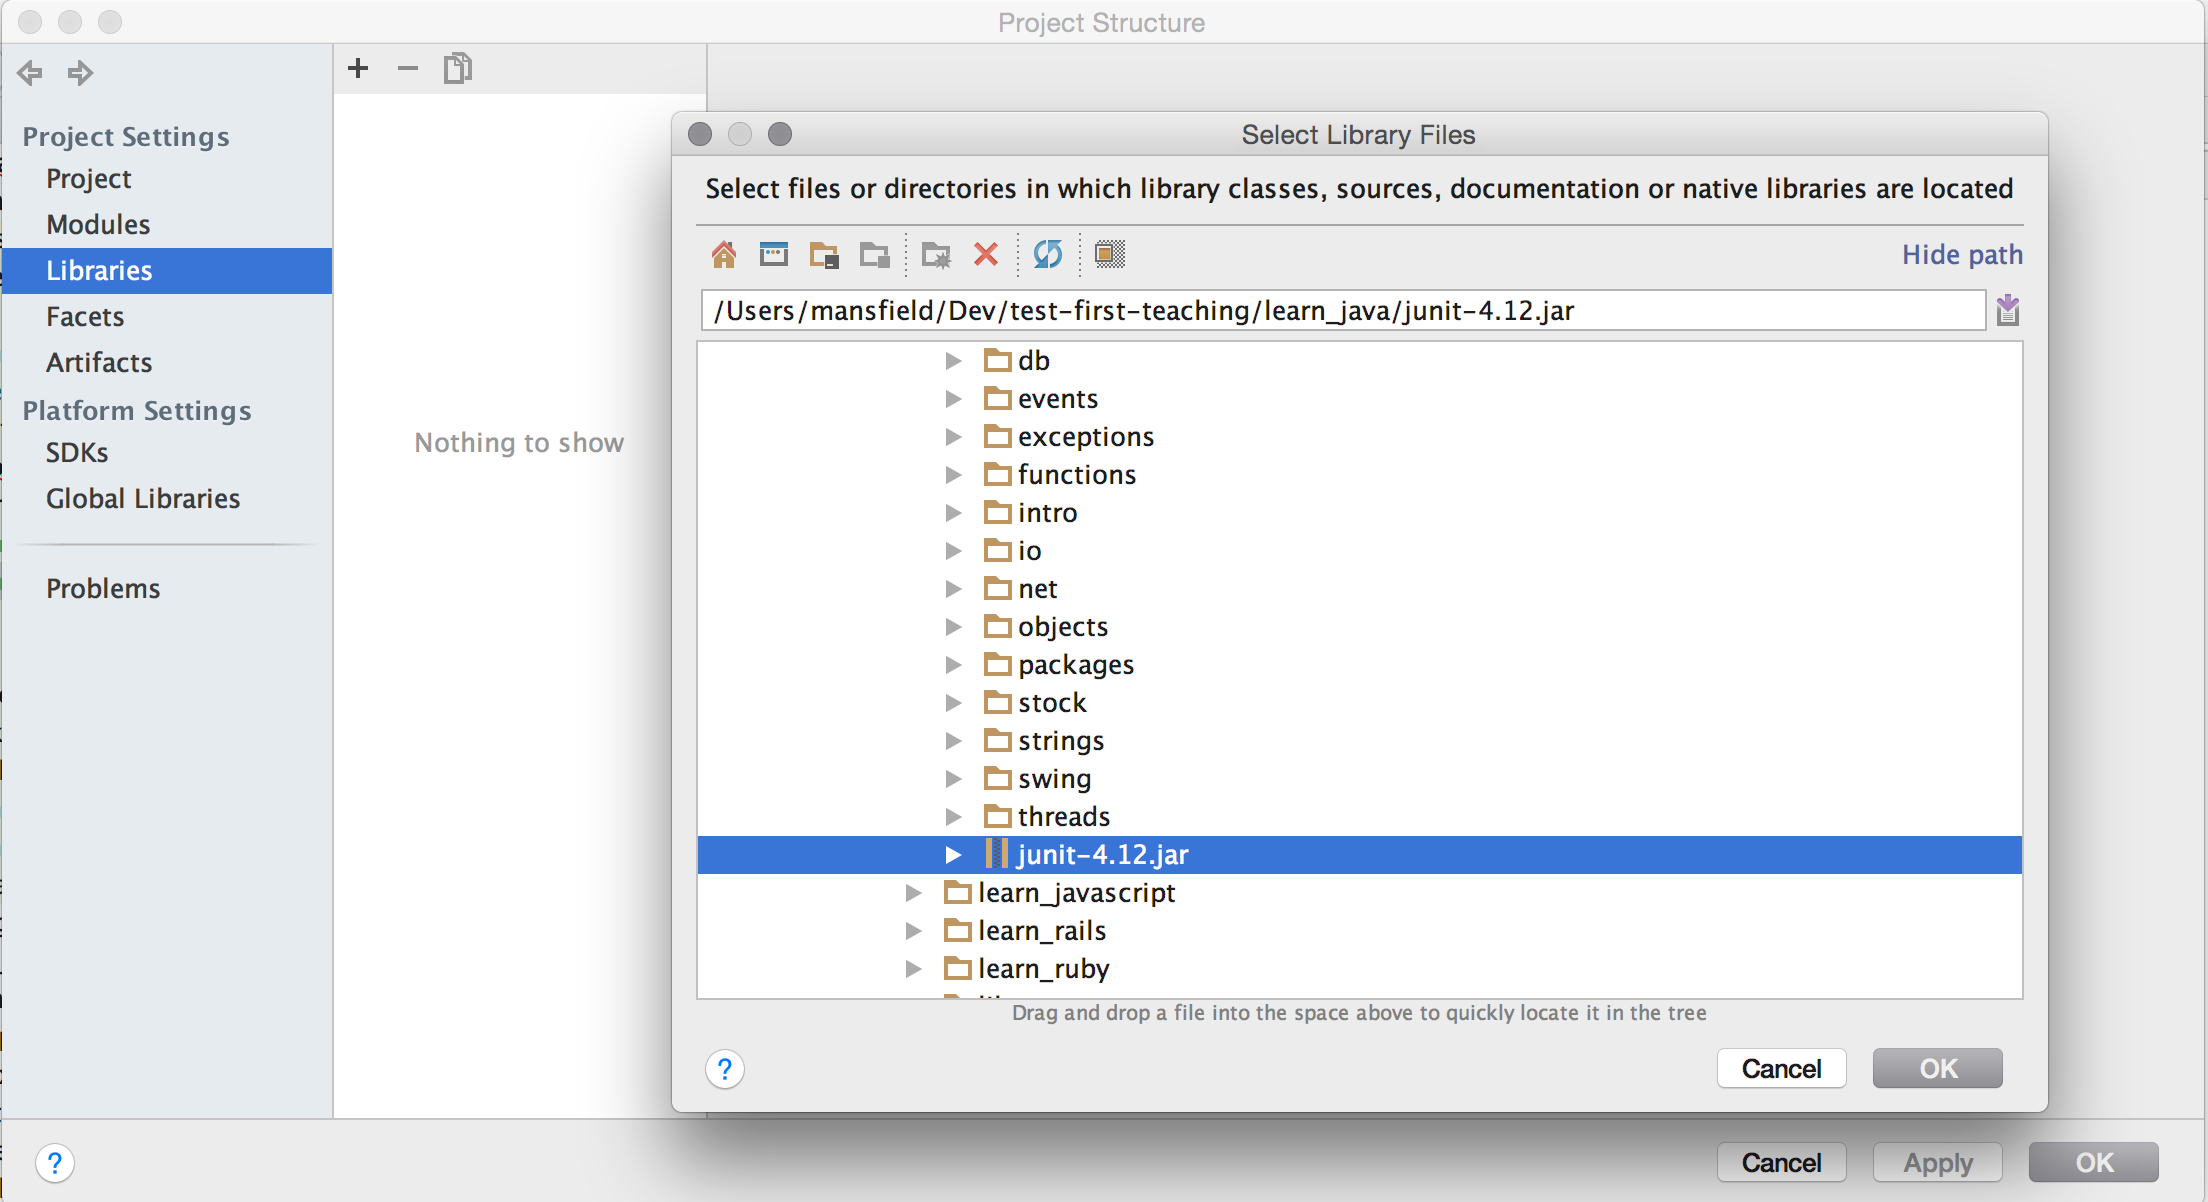 Project Structure
Project Settings
Project
Modules
Libraries
Facets
Artifacts
Platform Settings
SDKs
Global Libraries
Problems
Nothing to show
Select Library Files
Select files or directories in which library classes, sources, documentation or native libraries are located
Hide path
/Users/mansfield/Dev/test-first-teaching/learn_java/junit-4.12.jar
db
events
exceptions
functions
intro
io
net
objects
packages
stock
strings
swing
threads
junit-4.12.jar
learn_javascript
learn_rails
learn_ruby
Drag and drop a file into the space above to quickly locate it in the tree
?
Cancel
OK
?
Cancel
Apply
OK